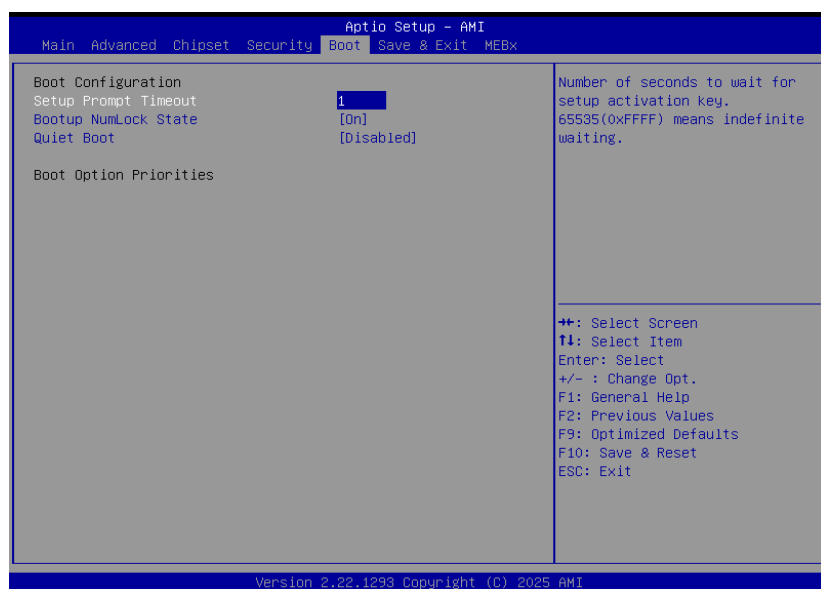 Aptio Setup – AMI
Main Advanced Chipset Security Boot Save & Exit MEBx
Boot Configuration
Setup Prompt Timeout 1
Bootup NumLock State [On]
Quiet Boot [Disabled]
Boot Option Priorities
Number of seconds to wait for
setup activation key.
65535(0xFFFF) means indefinite
waiting.
→←: Select Screen
↑↓: Select Item
Enter: Select
+/– : Change Opt.
F1: General Help
F2: Previous Values
F9: Optimized Defaults
F10: Save & Reset
ESC: Exit
Version 2.22.1293 Copyright (C) 2025 AMI